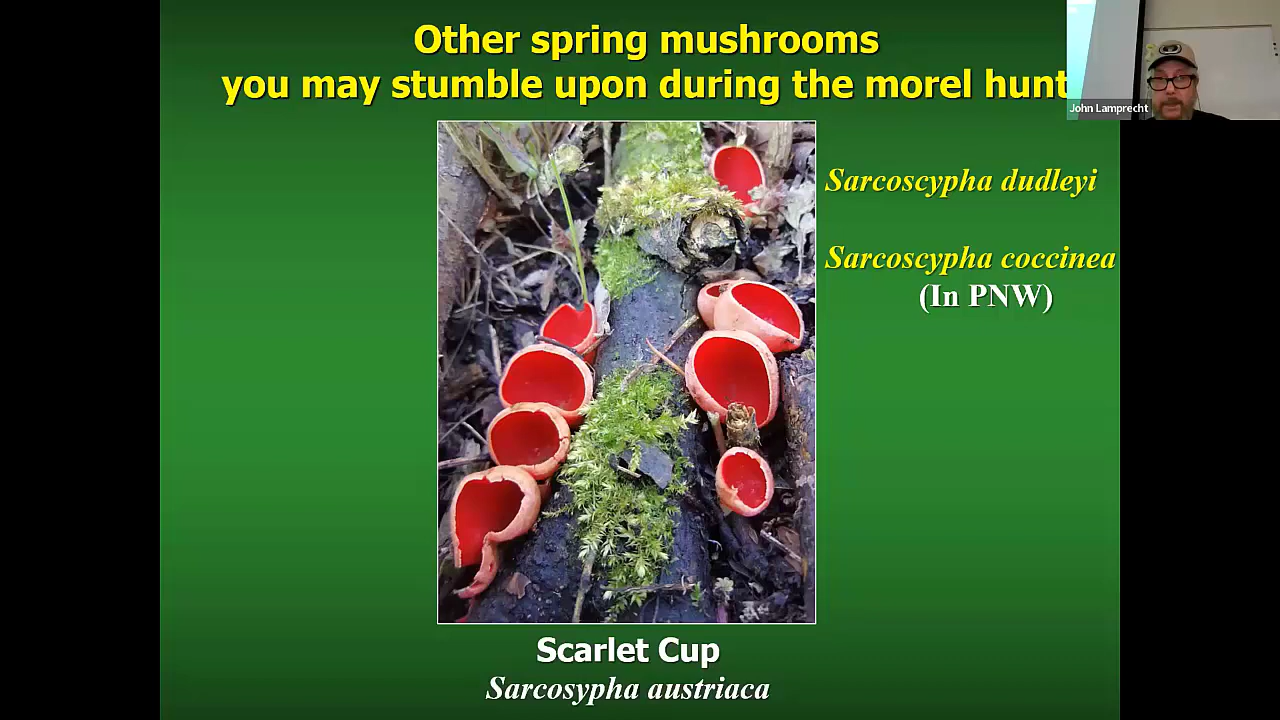 Other spring mushrooms
you may stumble upon during the morel hunt
John Lamprecht
Sarcoscypha dudleyi
Sarcoscypha coccinea
(In PNW)
Scarlet Cup
Sarcosypha austriaca